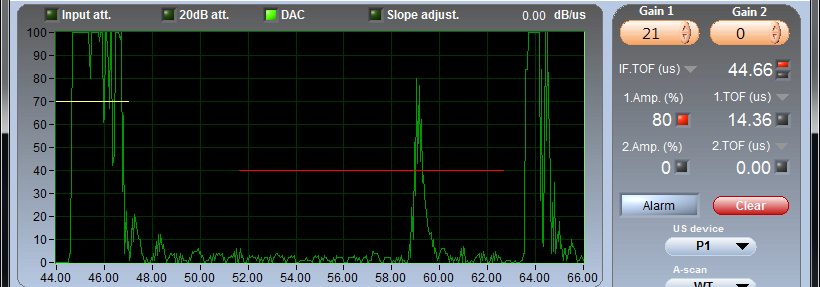 Input att. 20dB att. DAC Slope adjust. 0.00 dB/us
Gain 1 Gain 2
21 0
100
90
80
70
60
50
40
30
20
10
0
44.00 46.00 48.00 50.00 52.00 54.00 56.00 58.00 60.00 62.00 64.00 66.00
IF.TOF (us) 44.66
1.Amp. (%) 1.TOF (us)
80 14.36
2.Amp. (%) 2.TOF (us)
0 0.00
Alarm Clear
US device
P1
A-scan
WT